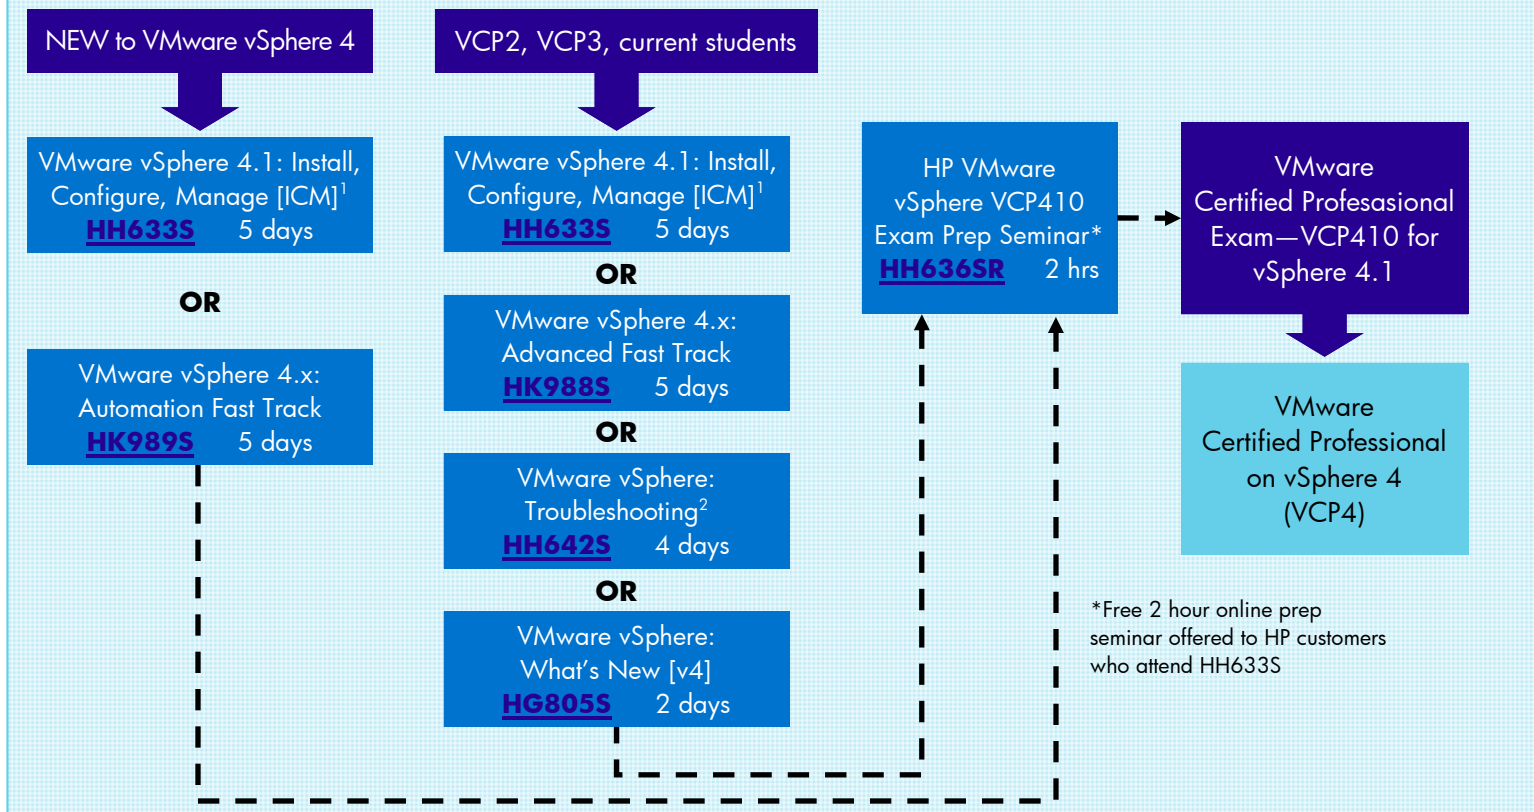 NEW to VMware vSphere 4
VMware vSphere 4.1: Install,
Configure, Manage [ICM]1
HH633S 5 days
OR
VMware vSphere 4.x:
Automation Fast Track
HK989S 5 days
VCP2, VCP3, current students
VMware vSphere 4.1: Install,
Configure, Manage [ICM]1
HH633S 5 days
OR
VMware vSphere 4.x:
Advanced Fast Track
HK988S 5 days
OR
VMware vSphere:
Troubleshooting2
HH642S 4 days
OR
VMware vSphere:
What's New [v4]
HG805S 2 days
HP VMware
vSphere VCP410
Exam Prep Seminar*
HH636SR 2 hrs
VMware
Certified Profesasional
Exam—VCP410 for
vSphere 4.1
VMware
Certified Professional
on vSphere 4
(VCP4)
*Free 2 hour online prep
seminar offered to HP customers
who attend HH633S